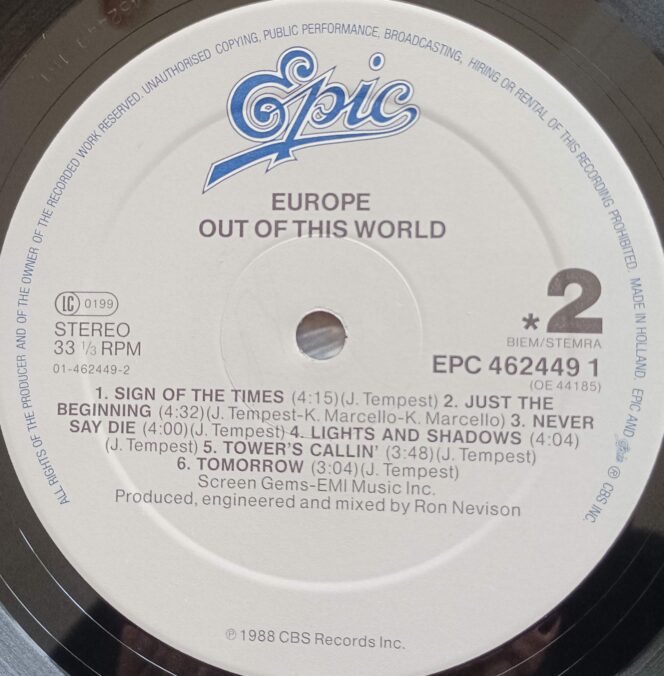 ALL RIGHTS OF THE PRODUCER AND OF THE OWNER OF THE RECORDED WORK RESERVED. UNAUTHORISED COPYING, PUBLIC PERFORMANCE, BROADCASTING, HIRING OR RENTAL OF THIS RECORDING PROHIBITED. MADE IN HOLLAND. EPIC AND Epic ℗ CBS INC.
Epic
EUROPE
OUT OF THIS WORLD
LC 0199
STEREO
33 1/3 RPM
01-462449-2
*2
BIEM/STEMRA
EPC 462449 1
(OE 44185)
1. SIGN OF THE TIMES (4:15)(J. Tempest) 2. JUST THE
BEGINNING (4:32)(J. Tempest-K. Marcello-K. Marcello) 3. NEVER
SAY DIE (4:00)(J. Tempest) 4. LIGHTS AND SHADOWS (4:04)
(J. Tempest) 5. TOWER'S CALLIN' (3:48)(J. Tempest)
6. TOMORROW (3:04)(J. Tempest)
Screen Gems-EMI Music Inc.
Produced, engineered and mixed by Ron Nevison
℗ 1988 CBS Records Inc.